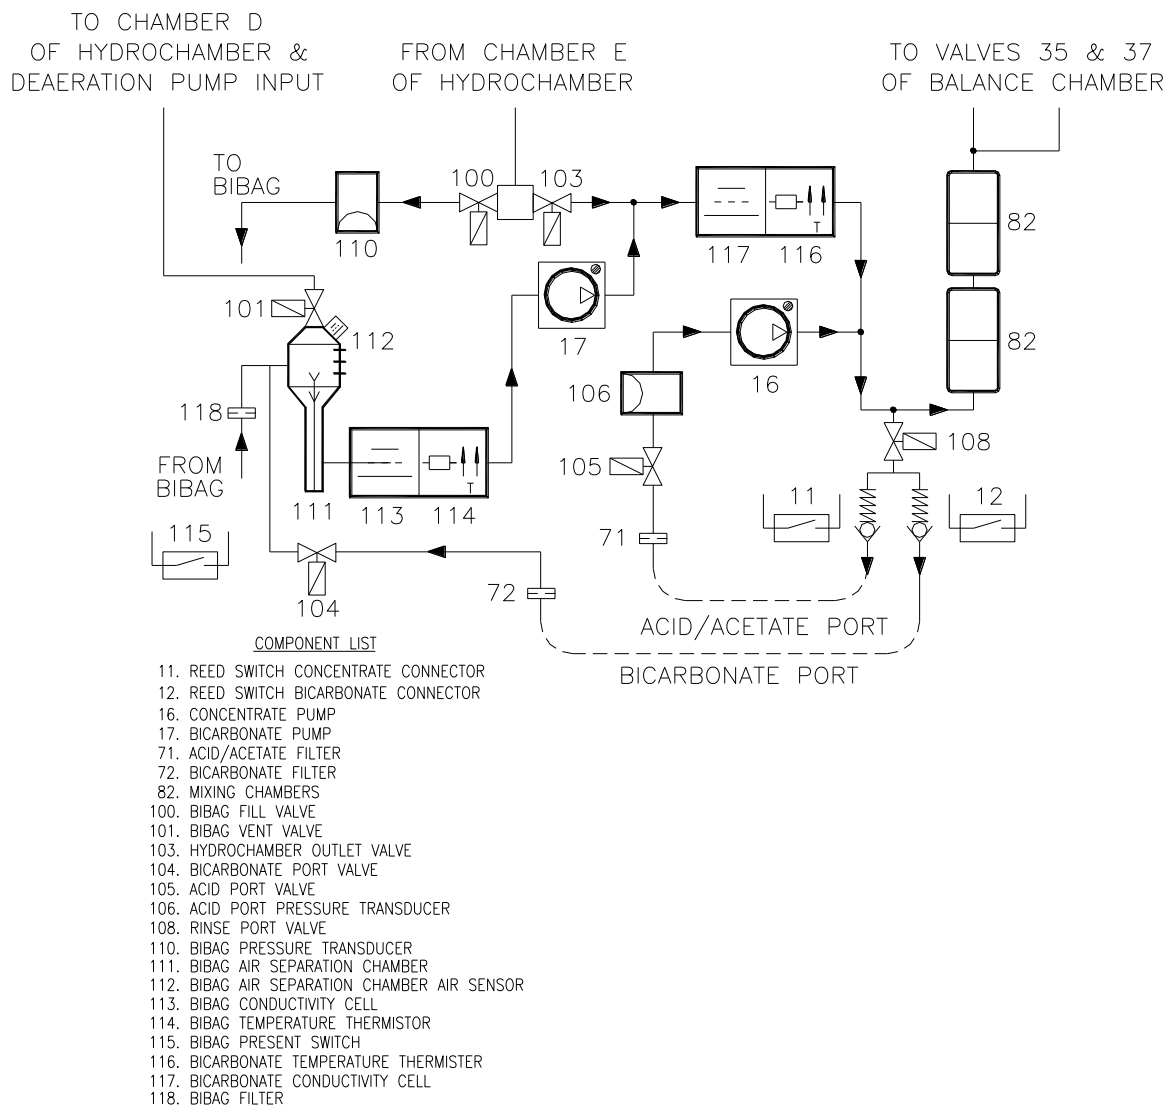 TO CHAMBER D
OF HYDROCHAMBER &
DEAERATION PUMP INPUT
FROM CHAMBER E
OF HYDROCHAMBER
TO VALVES 35 & 37
OF BALANCE CHAMBER
TO
BIBAG
100
103
110
117
116
T
82
101
112
17
16
82
106
118
108
105
FROM
BIBAG
T
111
113
114
11
12
115
71
72
104
ACID/ACETATE PORT
BICARBONATE PORT
COMPONENT LIST
11. REED SWITCH CONCENTRATE CONNECTOR
12. REED SWITCH BICARBONATE CONNECTOR
16. CONCENTRATE PUMP
17. BICARBONATE PUMP
71. ACID/ACETATE FILTER
72. BICARBONATE FILTER
82. MIXING CHAMBERS
100. BIBAG FILL VALVE
101. BIBAG VENT VALVE
103. HYDROCHAMBER OUTLET VALVE
104. BICARBONATE PORT VALVE
105. ACID PORT VALVE
106. ACID PORT PRESSURE TRANSDUCER
108. RINSE PORT VALVE
110. BIBAG PRESSURE TRANSDUCER
111. BIBAG AIR SEPARATION CHAMBER
112. BIBAG AIR SEPARATION CHAMBER AIR SENSOR
113. BIBAG CONDUCTIVITY CELL
114. BIBAG TEMPERATURE THERMISTOR
115. BIBAG PRESENT SWITCH
116. BICARBONATE TEMPERATURE THERMISTER
117. BICARBONATE CONDUCTIVITY CELL
118. BIBAG FILTER